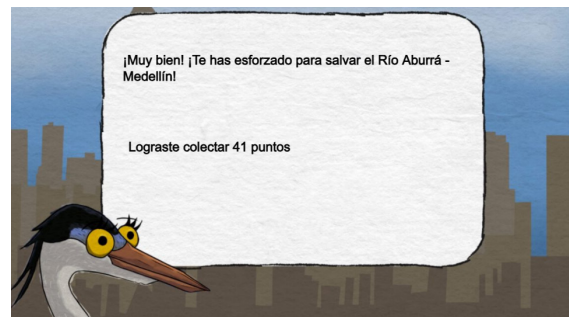 ¡Muy bien! ¡Te has esforzado para salvar el Río Aburrá -
Medellín!
Lograste colectar 41 puntos